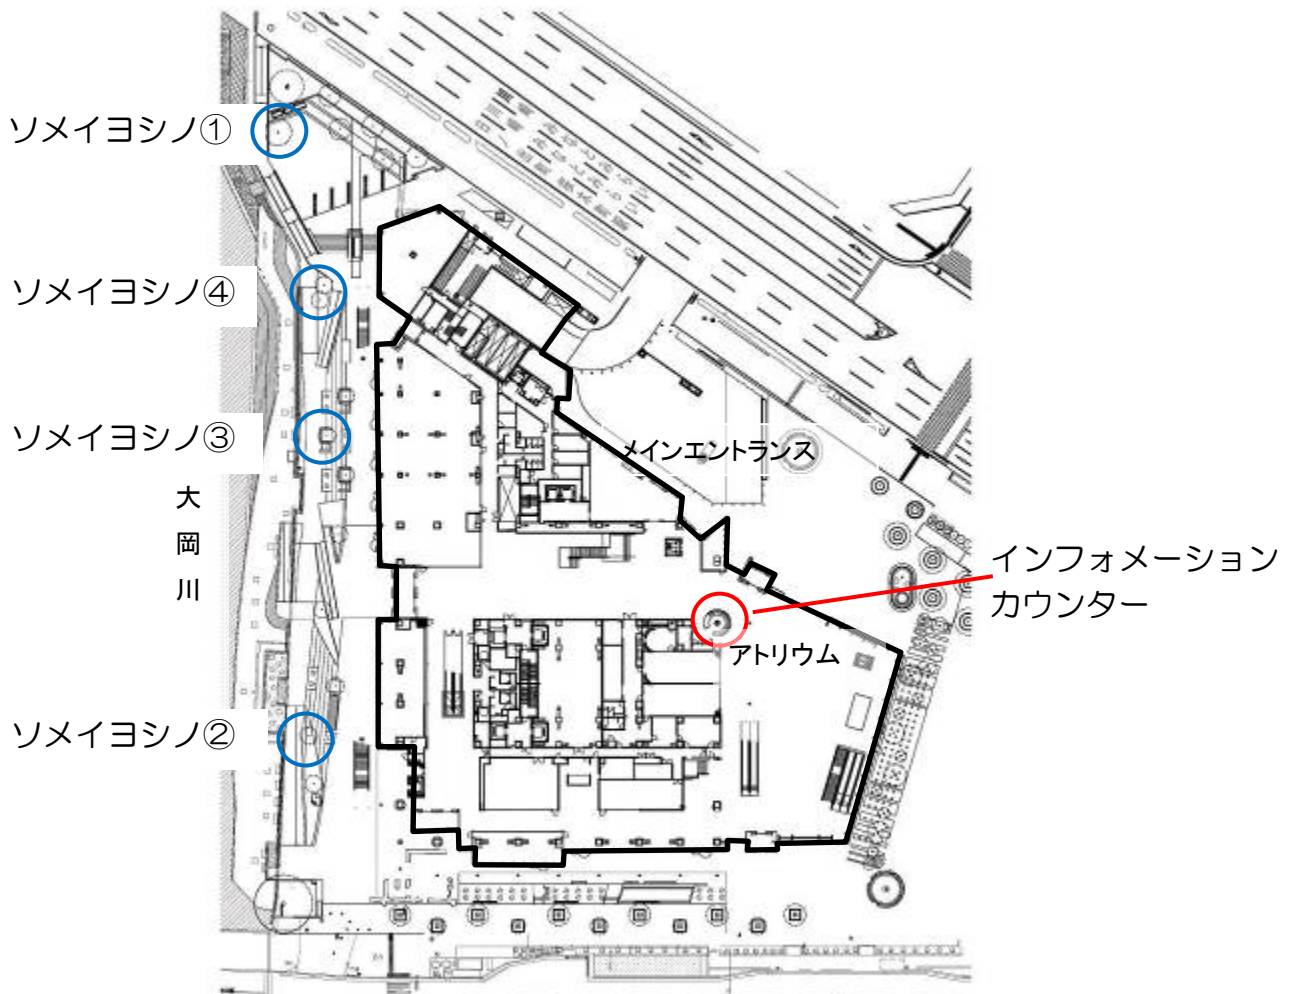 ソメイヨシノ①
ソメイヨシノ④
ソメイヨシノ③
メインエントランス
大
岡
川
インフォメーション
カウンター
アトリウム
ソメイヨシノ②